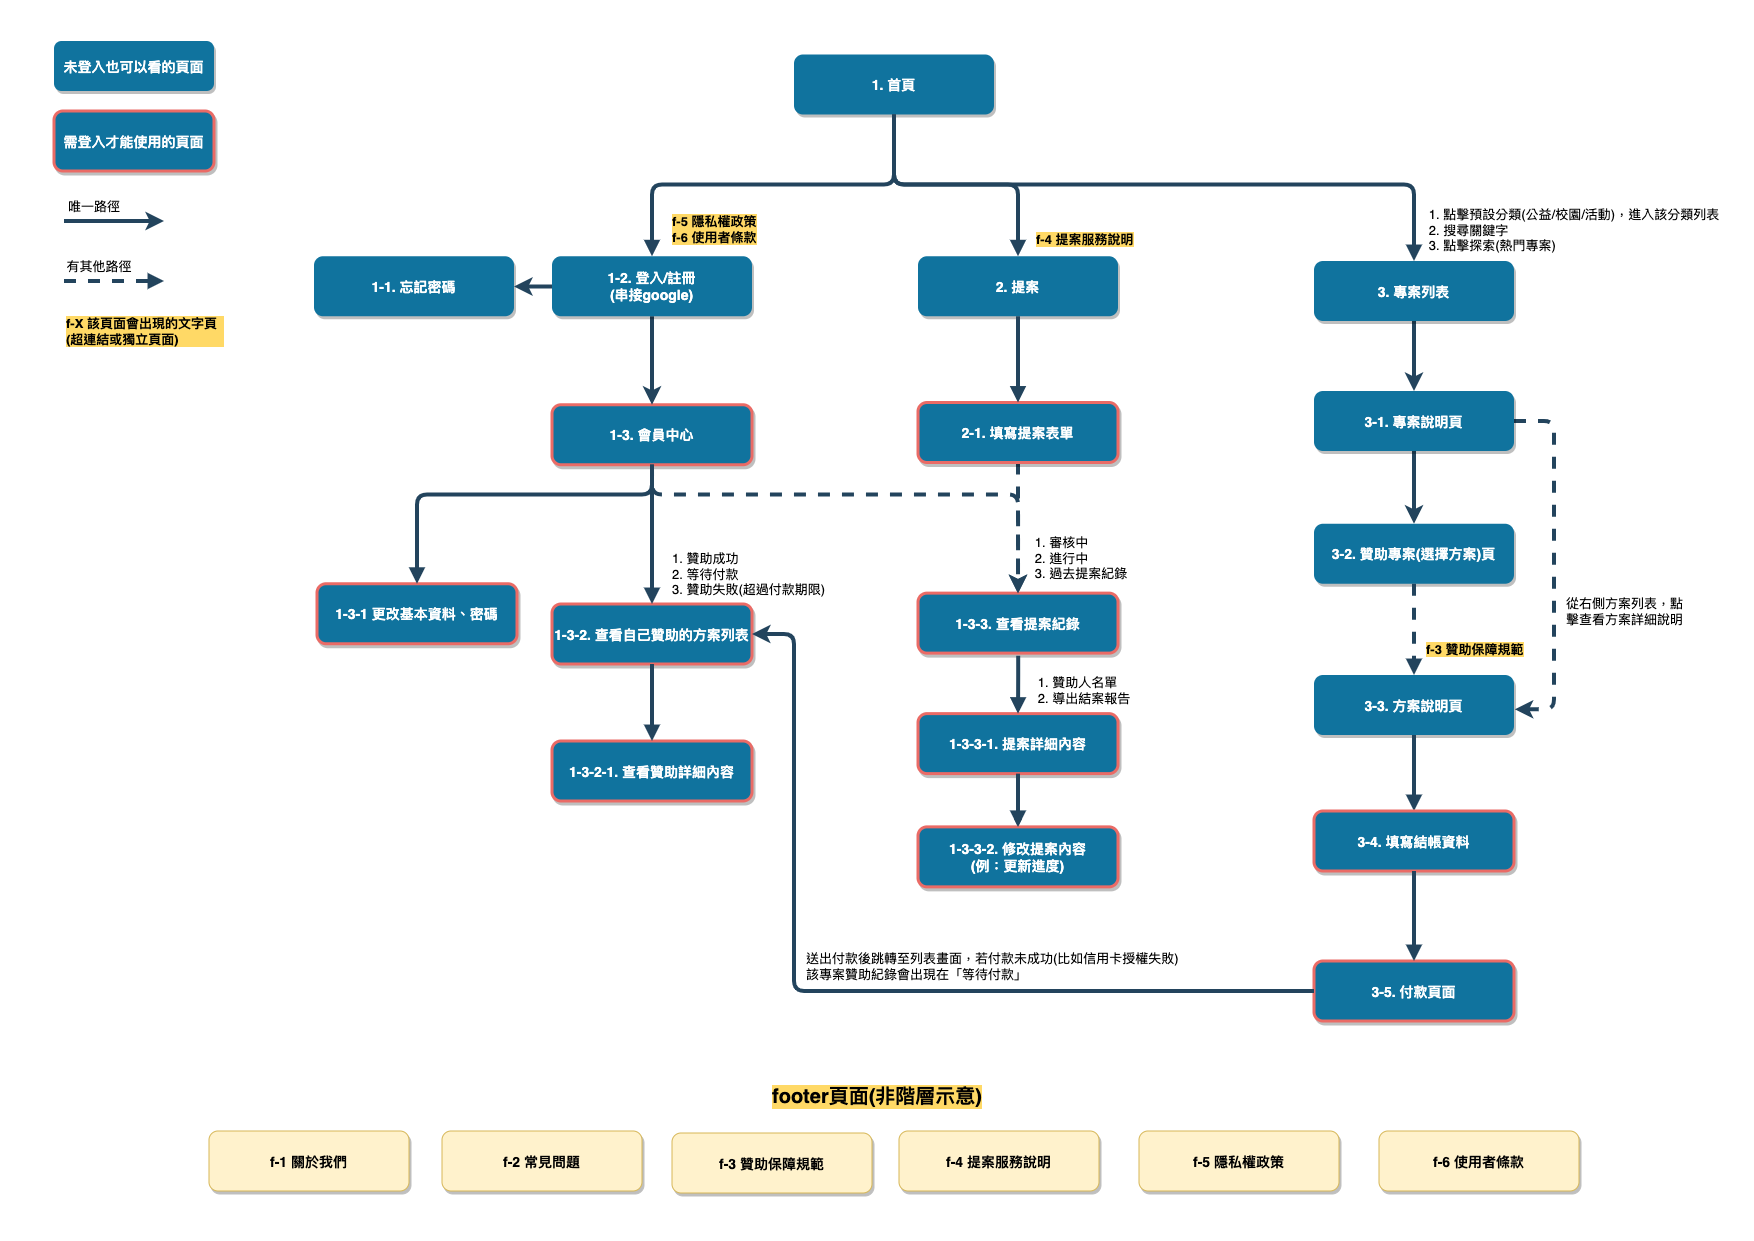 未登入也可以看的頁面
需登入才能使用的頁面
唯一路徑
有其他路徑
f-X 該頁面會出現的文字頁
(超連結或獨立頁面)
1. 首頁
f-5 隱私權政策
f-6 使用者條款
f-4 提案服務說明
1. 點擊預設分類(公益/校園/活動)，進入該分類列表
2. 搜尋關鍵字
3. 點擊探索(熱門專案)
1-1. 忘記密碼
1-2. 登入/註冊
(串接google)
2. 提案
3. 專案列表
1-3. 會員中心
2-1. 填寫提案表單
3-1. 專案說明頁
1. 贊助成功
2. 等待付款
3. 贊助失敗(超過付款期限)
1. 審核中
2. 進行中
3. 過去提案紀錄
3-2. 贊助專案(選擇方案)頁
從右側方案列表，點
擊查看方案詳細說明
1-3-1 更改基本資料、密碼
1-3-2. 查看自己贊助的方案列表
1-3-3. 查看提案紀錄
f-3 贊助保障規範
1. 贊助人名單
2. 導出結案報告
3-3. 方案說明頁
1-3-2-1. 查看贊助詳細內容
1-3-3-1. 提案詳細內容
1-3-3-2. 修改提案內容
(例：更新進度)
3-4. 填寫結帳資料
送出付款後跳轉至列表畫面，若付款未成功(比如信用卡授權失敗)
該專案贊助紀錄會出現在「等待付款」
3-5. 付款頁面
footer頁面(非階層示意)
f-1 關於我們
f-2 常見問題
f-3 贊助保障規範
f-4 提案服務說明
f-5 隱私權政策
f-6 使用者條款